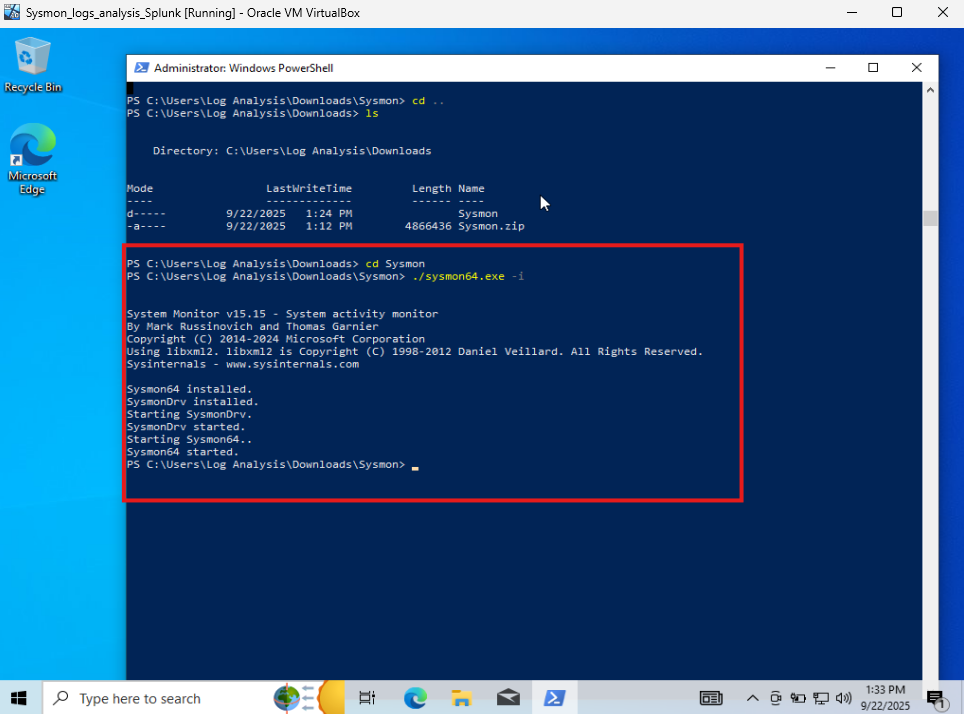 Sysmon_logs_analysis_Splunk [Running] - Oracle VM VirtualBox
Recycle Bin
Microsoft
Edge
Administrator: Windows PowerShell
PS C:\Users\Log Analysis\Downloads\Sysmon> cd ..
PS C:\Users\Log Analysis\Downloads> ls
Directory: C:\Users\Log Analysis\Downloads
Mode                 LastWriteTime         Length Name
----                 -------------         ------ ----
d-----         9/22/2025   1:24 PM                Sysmon
-a----         9/22/2025   1:12 PM        4866436 Sysmon.zip
PS C:\Users\Log Analysis\Downloads> cd Sysmon
PS C:\Users\Log Analysis\Downloads\Sysmon> ./sysmon64.exe -i
System Monitor v15.15 - System activity monitor
By Mark Russinovich and Thomas Garnier
Copyright (C) 2014-2024 Microsoft Corporation
Using libxml2. libxml2 is Copyright (C) 1998-2012 Daniel Veillard. All Rights Reserved.
Sysinternals - www.sysinternals.com
Sysmon64 installed.
SysmonDrv installed.
Starting SysmonDrv.
SysmonDrv started.
Starting Sysmon64..
Sysmon64 started.
PS C:\Users\Log Analysis\Downloads\Sysmon>
Type here to search
1:33 PM
9/22/2025
1